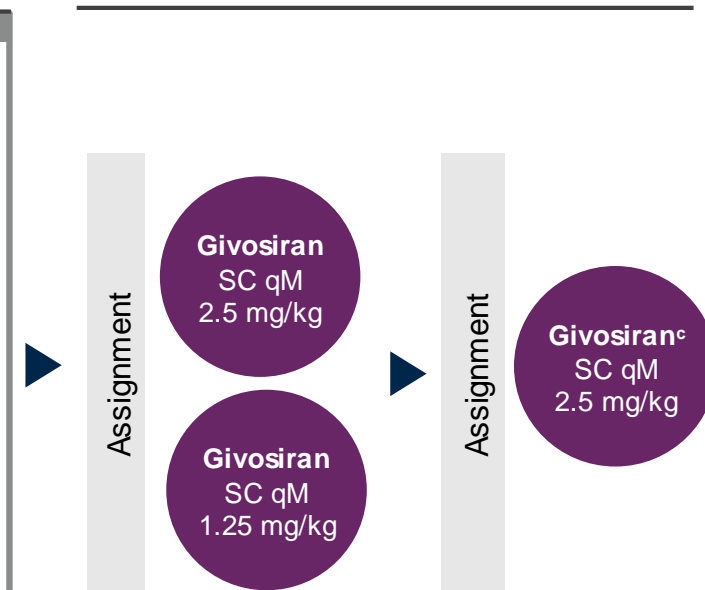 Assignment
Givosiran
SC qM
2.5 mg/kg
Givosiran
SC qM
1.25 mg/kg
Assignment
Givosiranᶜ
SC qM
2.5 mg/kg